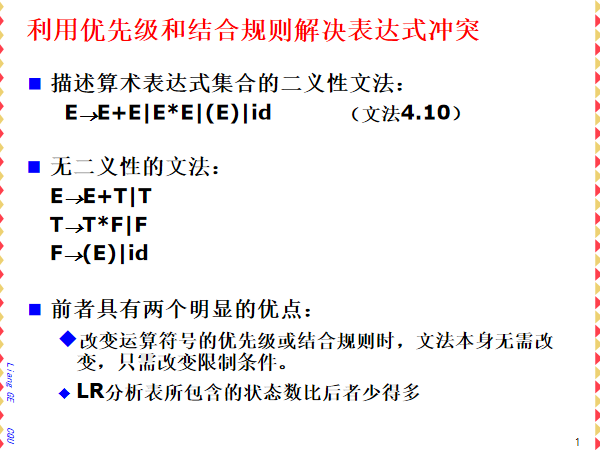 利用优先级和结合规则解决表达式冲突
描述算术表达式集合的二义性文法：
E→E+E|E*E|(E)|id （文法4.10）
无二义性的文法：
E→E+T|T
T→T*F|F
F→(E)|id
前者具有两个明显的优点：
改变运算符号的优先级或结合规则时，文法本身无需改
变，只需改变限制条件。
LR分析表所包含的状态数比后者少得多
Liang GE CQU
1